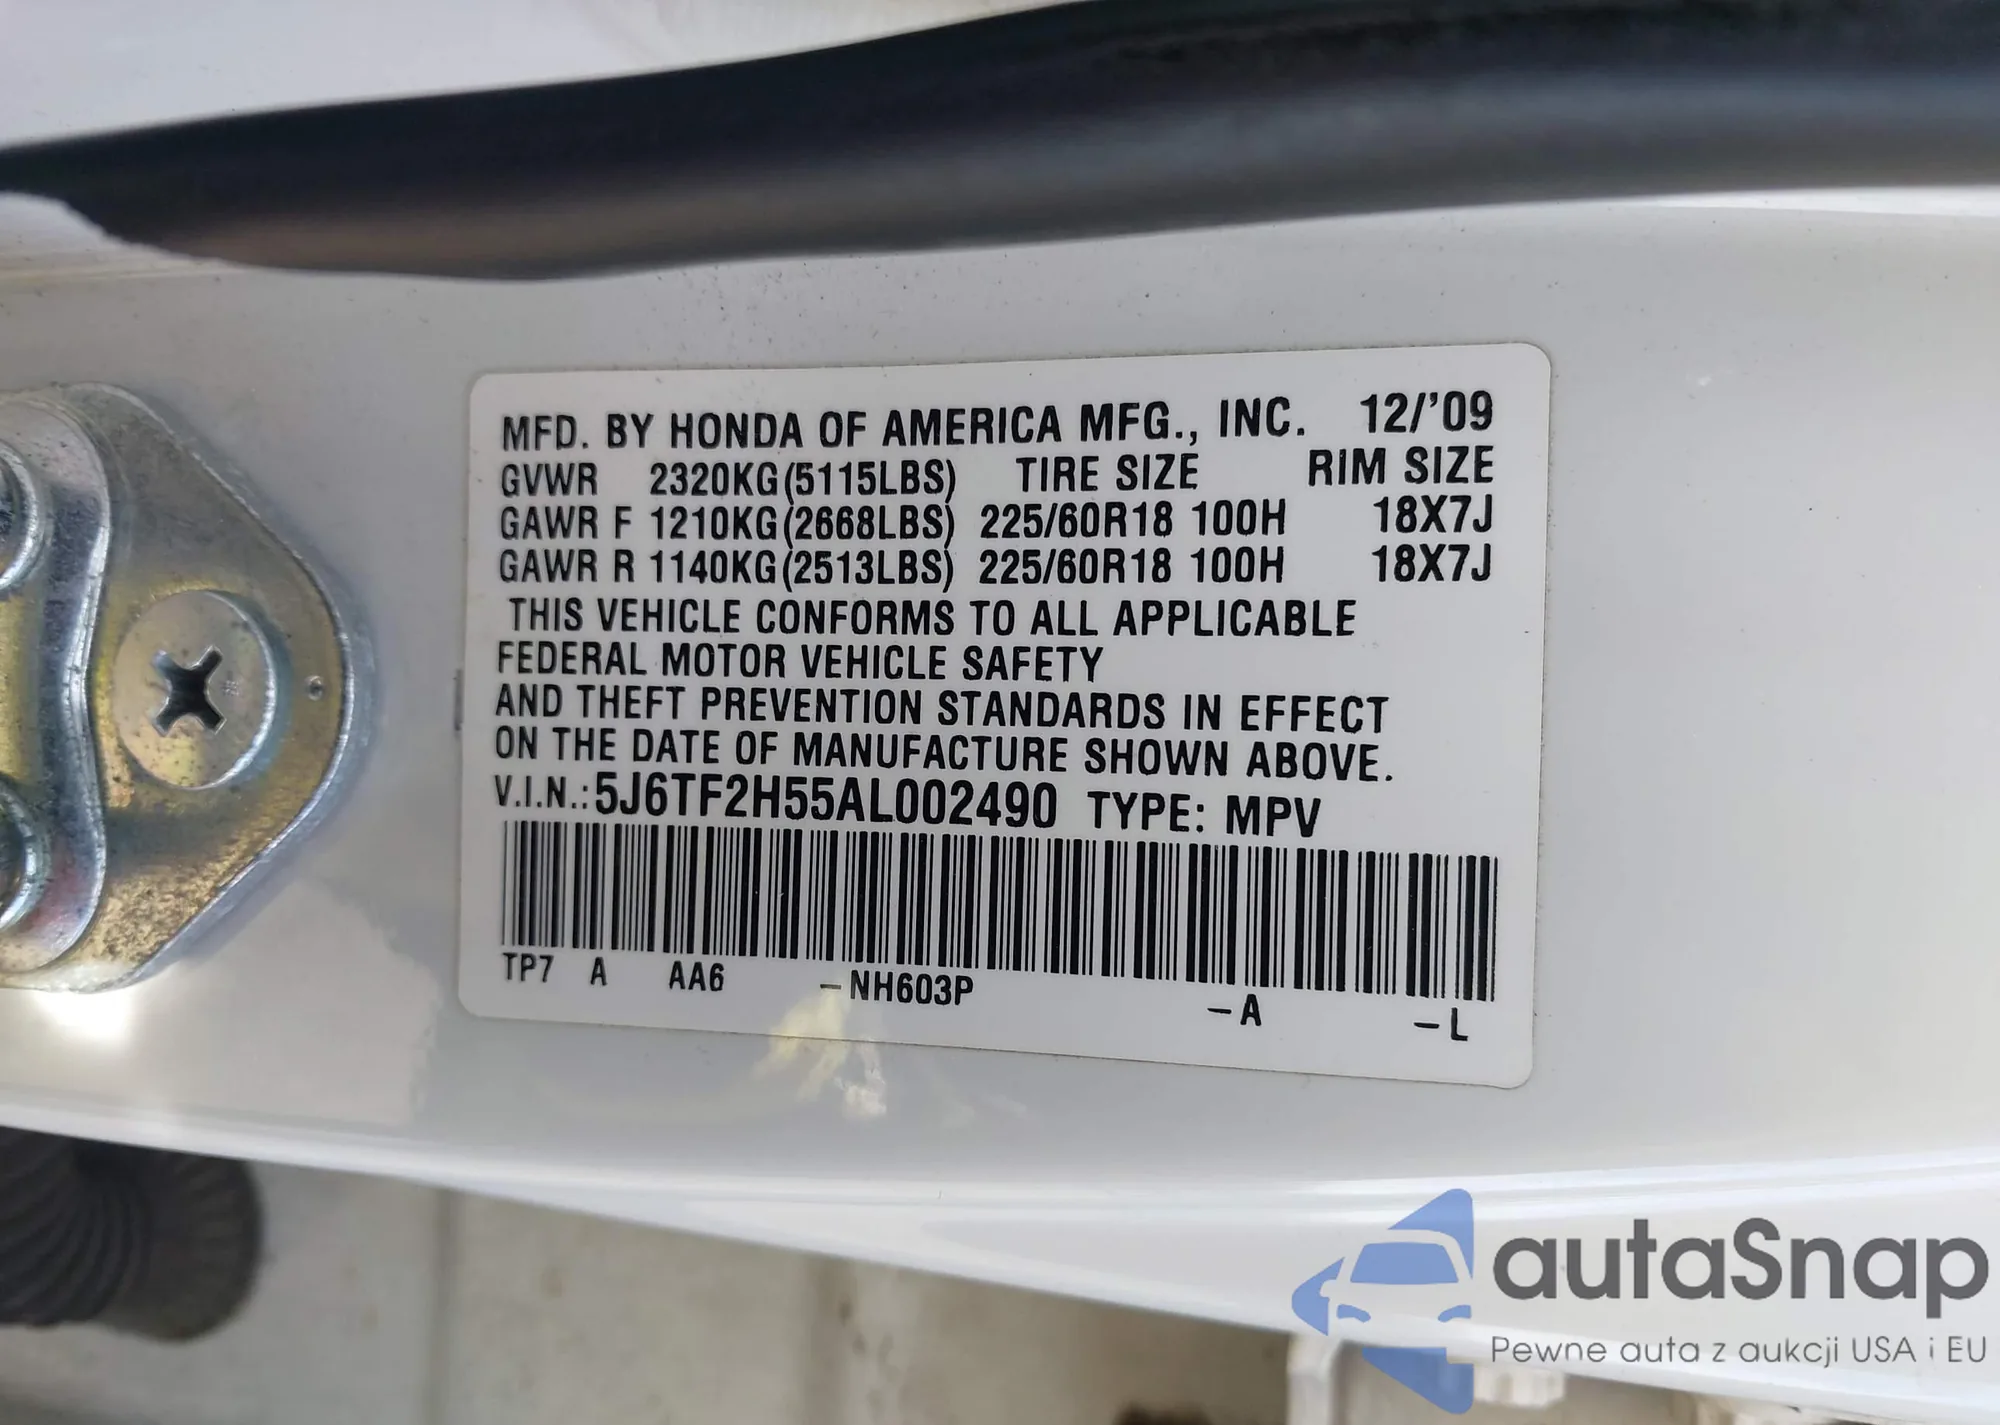 MFD. BY HONDA OF AMERICA MFG., INC. 12/'09
GVWR 2320KG(5115LBS) TIRE SIZE RIM SIZE
GAWR F 1210KG(2668LBS) 225/60R18 100H 18X7J
GAWR R 1140KG(2513LBS) 225/60R18 100H 18X7J
THIS VEHICLE CONFORMS TO ALL APPLICABLE
FEDERAL MOTOR VEHICLE SAFETY
AND THEFT PREVENTION STANDARDS IN EFFECT
ON THE DATE OF MANUFACTURE SHOWN ABOVE.
V.I.N.:5J6TF2H55AL002490 TYPE: MPV
TP7 A AA6 -NH603P -A -L
autaSnap
Pewne auta z aukcji USA i EU